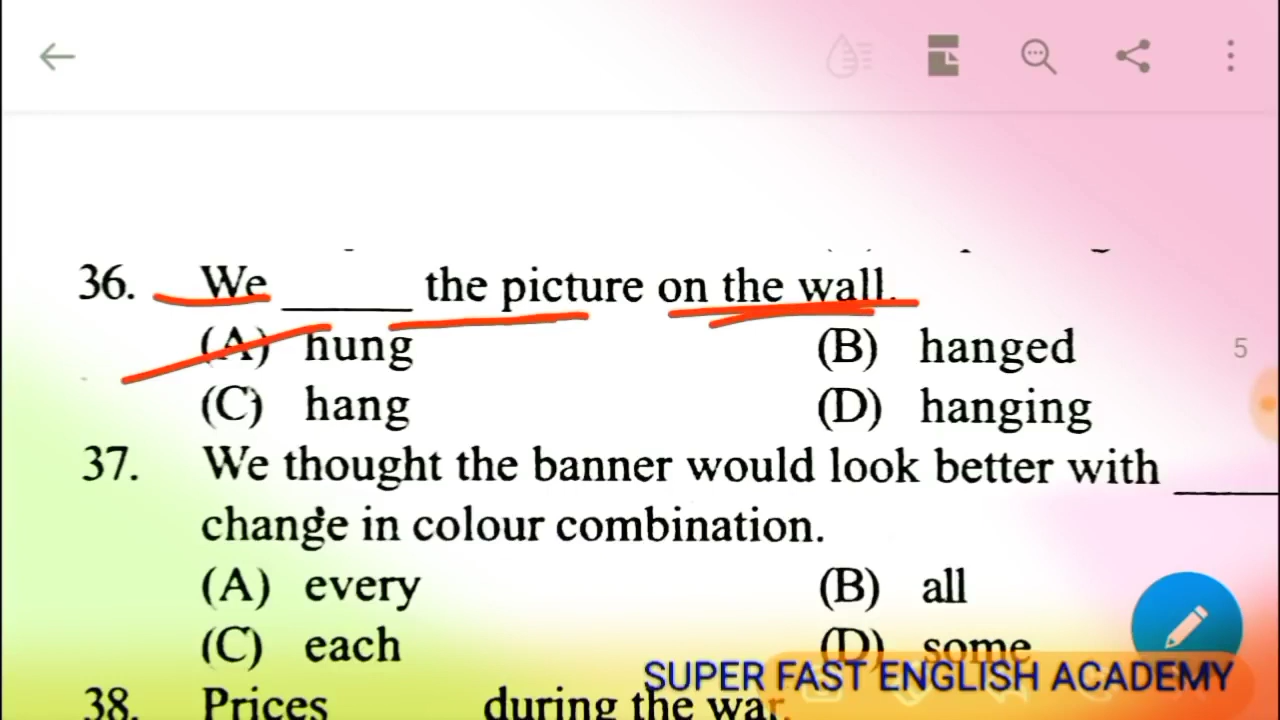 36. We ______ the picture on the wall.
(A) hung (B) hanged
5
(C) hang (D) hanging
37. We thought the banner would look better with ______
change in colour combination.
(A) every (B) all
(C) each (D) some
SUPER FAST ENGLISH ACADEMY
38. Prices ______ during the war.